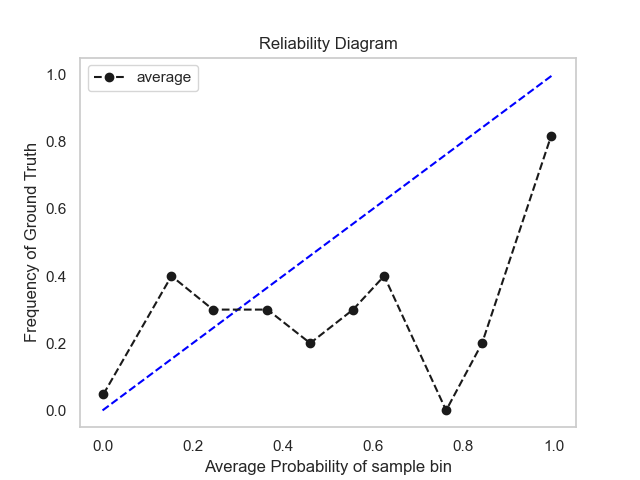 Reliability Diagram
average
Frequency of Ground Truth
1.0
0.8
0.6
0.4
0.2
0.0
0.0 0.2 0.4 0.6 0.8 1.0
Average Probability of sample bin